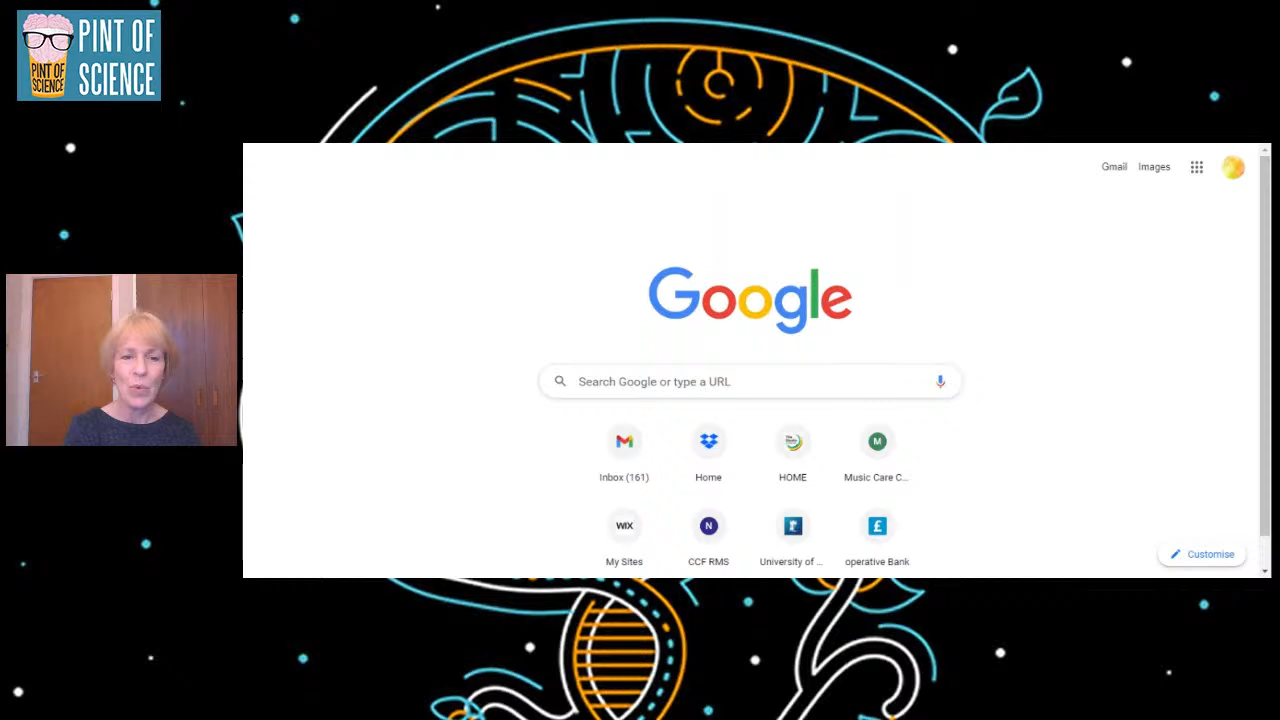 PINT OF
SCIENCE
PINT OF
SCIENCE
Gmail Images
Google
Search Google or type a URL
Inbox (161) Home HOME Music Care C...
M
WIX N £
My Sites CCF RMS University of ... operative Bank
Customise